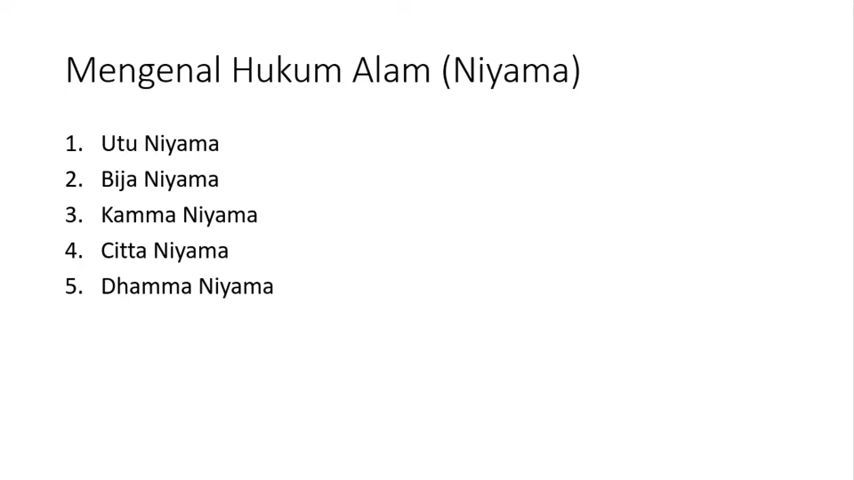 Mengenal Hukum Alam (Niyama)
1. Utu Niyama
2. Bija Niyama
3. Kamma Niyama
4. Citta Niyama
5. Dhamma Niyama